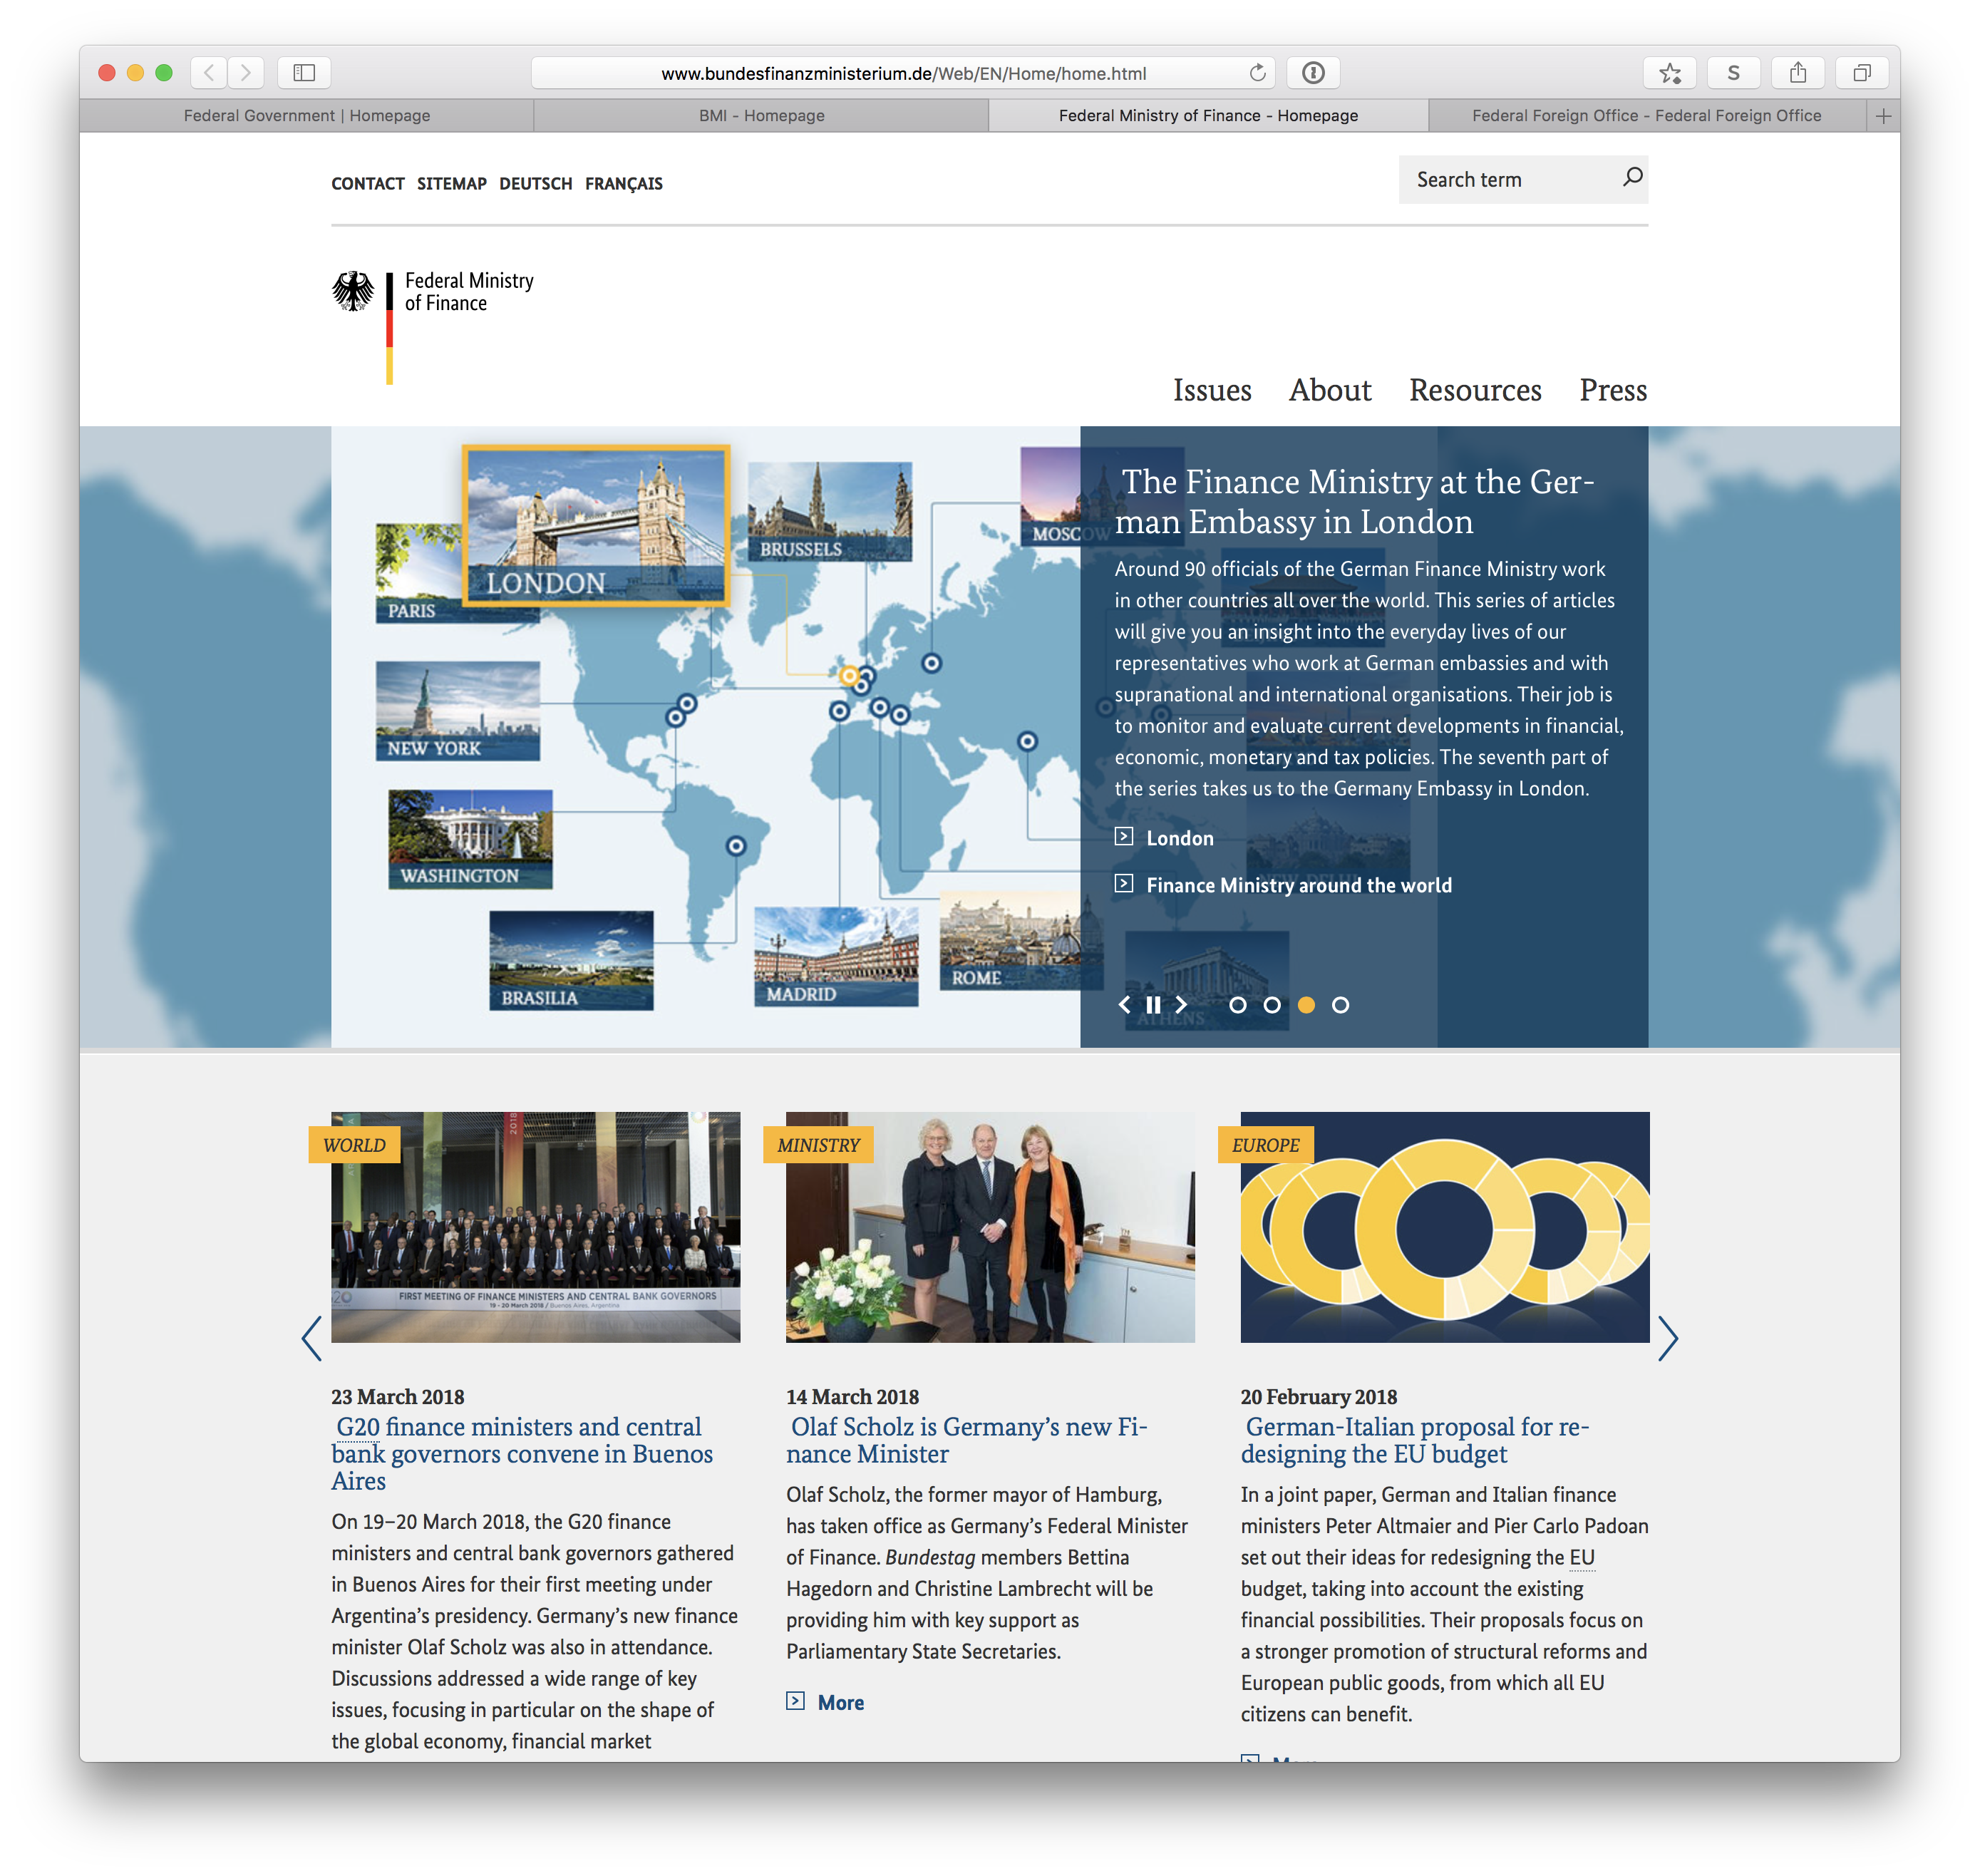 www.bundesfinanzministerium.de/Web/EN/Home/home.html
S
Federal Government | Homepage
BMI - Homepage
Federal Ministry of Finance - Homepage
Federal Foreign Office - Federal Foreign Office
CONTACT SITEMAP DEUTSCH FRANÇAIS
Search term
Federal Ministry
of Finance
Issues About Resources Press
PARIS
LONDON
BRUSSELS
MOSCOW
NEW YORK
WASHINGTON
BRASILIA
MADRID
ROME
ATHENS
NEW DELHI
The Finance Ministry at the Ger-
man Embassy in London
Around 90 officials of the German Finance Ministry work
in other countries all over the world. This series of articles
will give you an insight into the everyday lives of our
representatives who work at German embassies and with
supranational and international organisations. Their job is
to monitor and evaluate current developments in financial,
economic, monetary and tax policies. The seventh part of
the series takes us to the Germany Embassy in London.
London
Finance Ministry around the world
WORLD
2018
FIRST MEETING OF FINANCE MINISTERS AND CENTRAL BANK GOVERNORS
19 - 20 March 2018 / Buenos Aires, Argentina
23 March 2018
G20 finance ministers and central
bank governors convene in Buenos
Aires
On 19–20 March 2018, the G20 finance
ministers and central bank governors gathered
in Buenos Aires for their first meeting under
Argentina’s presidency. Germany’s new finance
minister Olaf Scholz was also in attendance.
Discussions addressed a wide range of key
issues, focusing in particular on the shape of
the global economy, financial market
MINISTRY
14 March 2018
Olaf Scholz is Germany’s new Fi-
nance Minister
Olaf Scholz, the former mayor of Hamburg,
has taken office as Germany’s Federal Minister
of Finance. Bundestag members Bettina
Hagedorn and Christine Lambrecht will be
providing him with key support as
Parliamentary State Secretaries.
More
EUROPE
20 February 2018
German-Italian proposal for re-
designing the EU budget
In a joint paper, German and Italian finance
ministers Peter Altmaier and Pier Carlo Padoan
set out their ideas for redesigning the EU
budget, taking into account the existing
financial possibilities. Their proposals focus on
a stronger promotion of structural reforms and
European public goods, from which all EU
citizens can benefit.